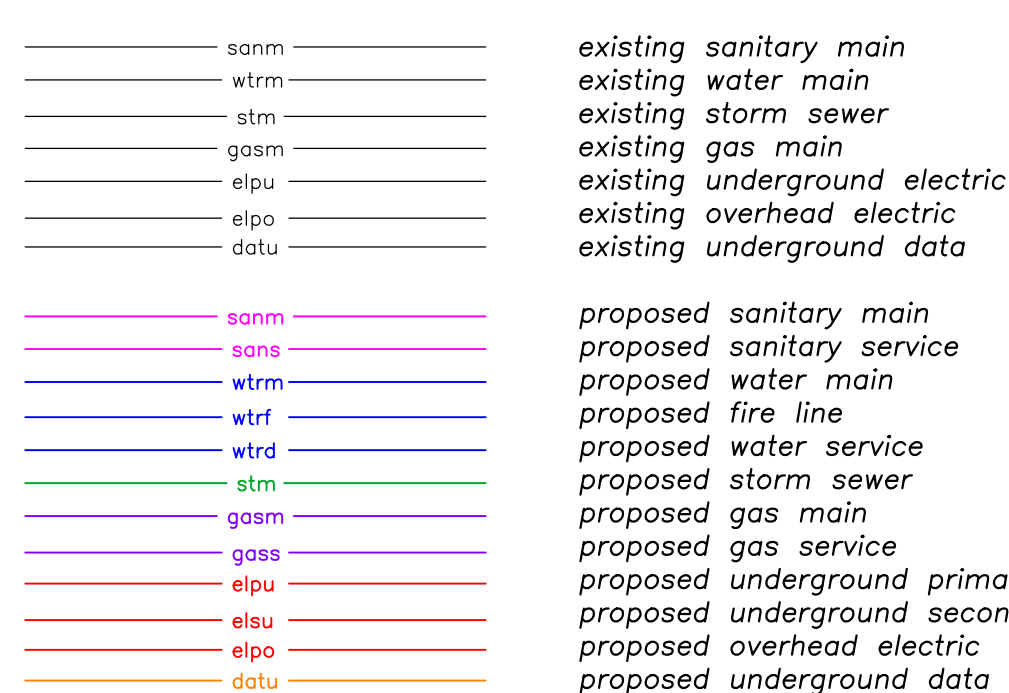 sanm existing sanitary main
wtrm existing water main
stm existing storm sewer
gasm existing gas main
elpu existing underground electric
elpo existing overhead electric
datu existing underground data
sanm proposed sanitary main
sans proposed sanitary service
wtrm proposed water main
wtrf proposed fire line
wtrd proposed water service
stm proposed storm sewer
gasm proposed gas main
gass proposed gas service
elpu proposed underground prima
elsu proposed underground secon
elpo proposed overhead electric
datu proposed underground data